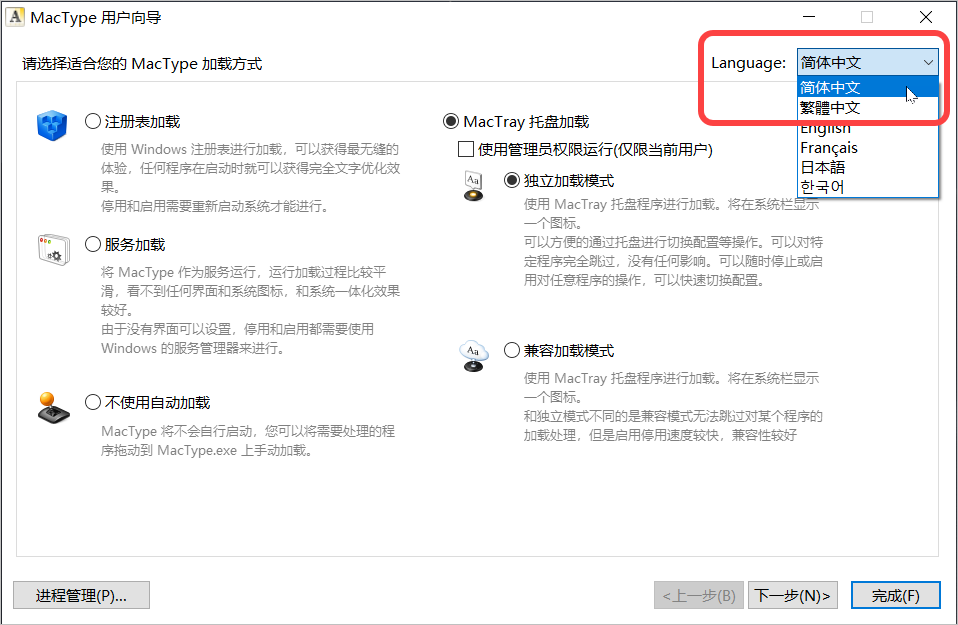 MacType 用户向导
请选择适合您的 MacType 加载方式
Language:
简体中文
简体中文
繁體中文
English
Français
日本語
한국어
注册表加载
使用 Windows 注册表进行加载，可以获得最无缝的
体验，任何程序在启动时就可以获得完全文字优化效
果。
停用和启用需要重新启动系统才能进行。
服务加载
将 MacType 作为服务运行，运行加载过程比较平
滑，看不到任何界面和系统图标，和系统一体化效果
较好。
由于没有界面可以设置，停用和启用都需要使用
Windows 的服务管理器来进行。
不使用自动加载
MacType 将不会自行启动，您可以将需要处理的程
序拖动到 MacType.exe 上手动加载。
MacTray 托盘加载
使用管理员权限运行(仅限当前用户)
Aa
独立加载模式
使用 MacTray 托盘程序进行加载。将在系统栏显示
一个图标。
可以方便的通过托盘进行切换配置等操作。可以对特
定程序完全跳过，没有任何影响。可以随时停止或启
用对任意程序的操作，可以快速切换配置。
Aa
兼容加载模式
使用 MacTray 托盘程序进行加载。将在系统栏显示
一个图标。
和独立模式不同的是兼容模式无法跳过对某个程序的
加载处理，但是启用停用速度较快，兼容性较好
进程管理(P)...
<上一步(B)
下一步(N)>
完成(F)